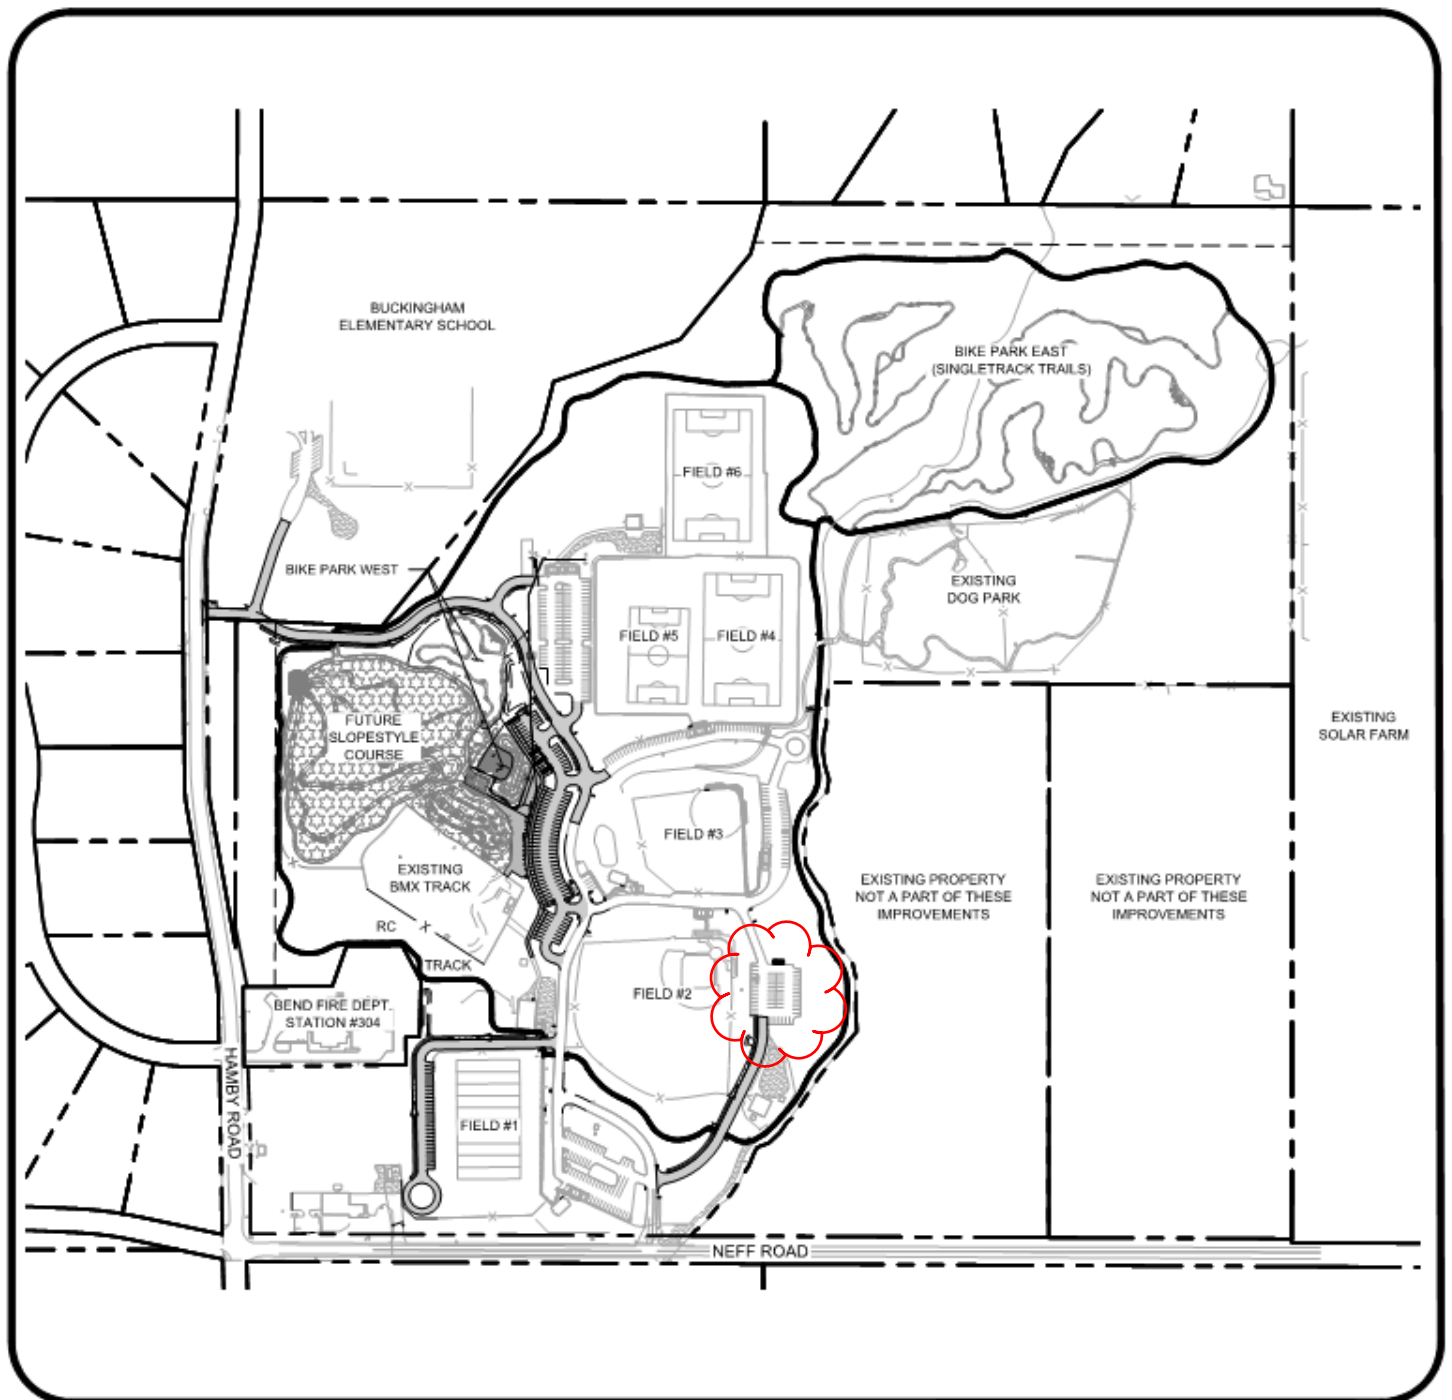 BUCKINGHAM
ELEMENTARY SCHOOL
BIKE PARK EAST
(SINGLETRACK TRAILS)
FIELD #6
BIKE PARK WEST
EXISTING
DOG PARK
FIELD #5
FIELD #4
FUTURE
SLOPESTYLE
COURSE
EXISTING
SOLAR FARM
FIELD #3
EXISTING
BMX TRACK
EXISTING PROPERTY
NOT A PART OF THESE
IMPROVEMENTS
EXISTING PROPERTY
NOT A PART OF THESE
IMPROVEMENTS
RC
TRACK
FIELD #2
BEND FIRE DEPT.
STATION #304
HAMBY ROAD
FIELD #1
NEFF ROAD